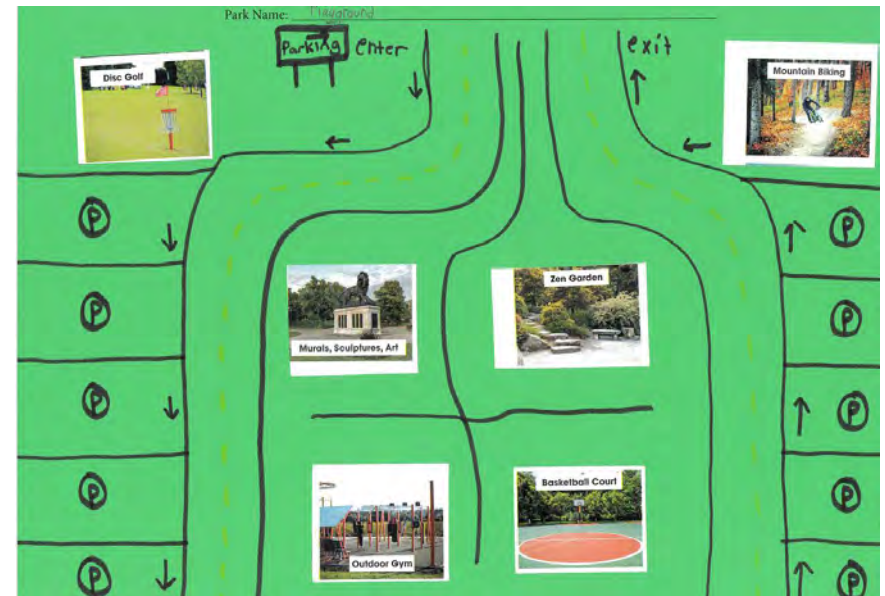 Park Name: Playground
Parking enter
exit
Disc Golf
Mountain Biking
P
P
Murals, Sculptures, Art
Zen Garden
P
P
P
P
Basketball Court
P
P
Outdoor Gym
P
P